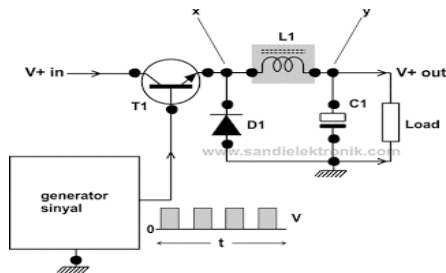 x
y
L1
V+ in
V+ out
T1
D1
C1
Load
www.sandielektronik.com
generator
sinyal
0
V
t